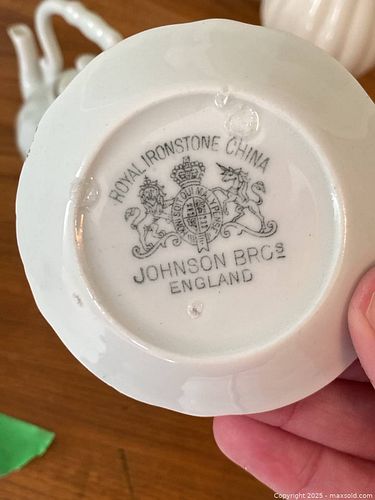 ROYAL IRONSTONE CHINA
JOHNSON BROS
ENGLAND
Copyright © 2025 - maxsold.com